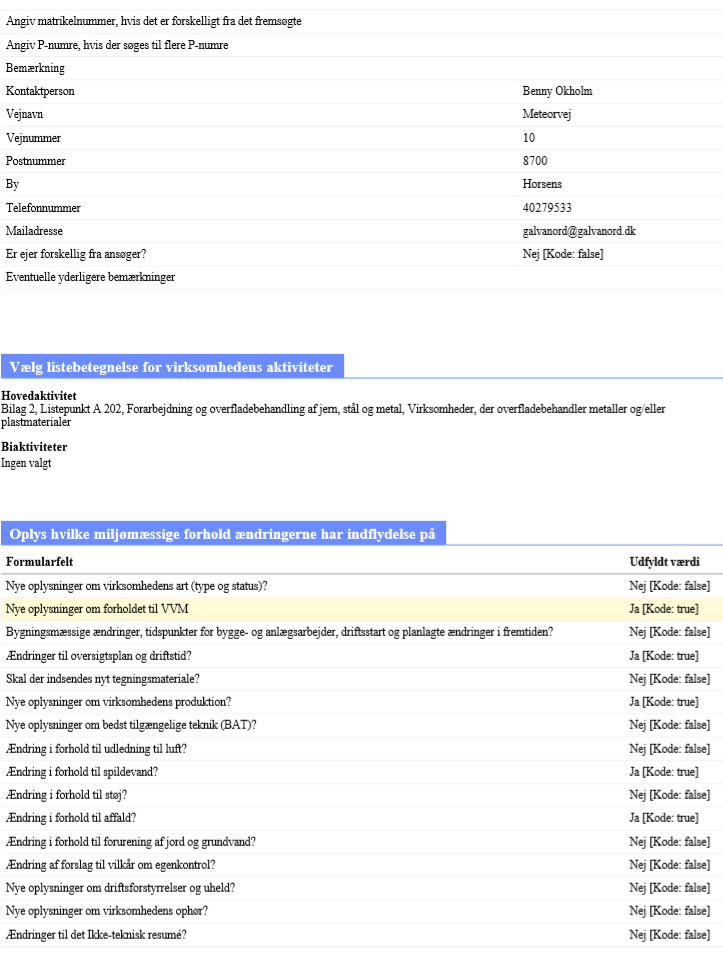 Angiv matrikelnummer, hvis det er forskelligt fra det fremsøgte
Angiv P-numre, hvis der søges til flere P-numre
Bemærkning
Kontaktperson Benny Okholm
Vejnavn Meteorvej
Vejnummer 10
Postnummer 8700
By Horsens
Telefonnummer 40279533
Mailadresse galvanord@galvanord.dk
Er ejer forskellig fra ansøger? Nej [Kode: false]
Eventuelle yderligere bemærkninger
Vælg listebetegnelse for virksomhedens aktiviteter
Hovedaktivitet
Bilag 2, Listepunkt A 202, Forarbejdning og overfladebehandling af jern, stål og metal, Virksomheder, der overfladebehandler metaller og/eller
plastmaterialer
Biaktiviteter
Ingen valgt
Oplys hvilke miljømæssige forhold ændringerne har indflydelse på
Formularfelt Udfyldt værdi
Nye oplysninger om virksomhedens art (type og status)? Nej [Kode: false]
Nye oplysninger om forholdet til VVM Ja [Kode: true]
Bygningsmæssige ændringer, tidspunkter for bygge- og anlægsarbejder, driftsstart og planlagte ændringer i fremtiden? Nej [Kode: false]
Ændringer til oversigtsplan og driftstid? Ja [Kode: true]
Skal der indsendes nyt tegningsmateriale? Nej [Kode: false]
Nye oplysninger om virksomhedens produktion? Ja [Kode: true]
Nye oplysninger om bedst tilgængelige teknik (BAT)? Nej [Kode: false]
Ændring i forhold til udledning til luft? Nej [Kode: false]
Ændring i forhold til spildevand? Ja [Kode: true]
Ændring i forhold til støj? Nej [Kode: false]
Ændring i forhold til affald? Ja [Kode: true]
Ændring i forhold til forurening af jord og grundvand? Nej [Kode: false]
Ændring af forslag til vilkår om egenkontrol? Nej [Kode: false]
Nye oplysninger om driftsforstyrrelser og uheld? Nej [Kode: false]
Nye oplysninger om virksomhedens ophør? Nej [Kode: false]
Ændringer til det Ikke-teknisk resumé? Nej [Kode: false]